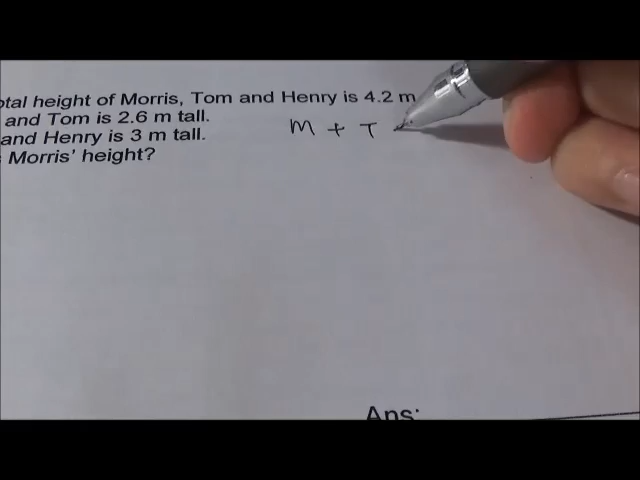 otal height of Morris, Tom and Henry is 4.2 m
and Tom is 2.6 m tall.
M + T
and Henry is 3 m tall.
Morris' height?
Ans: